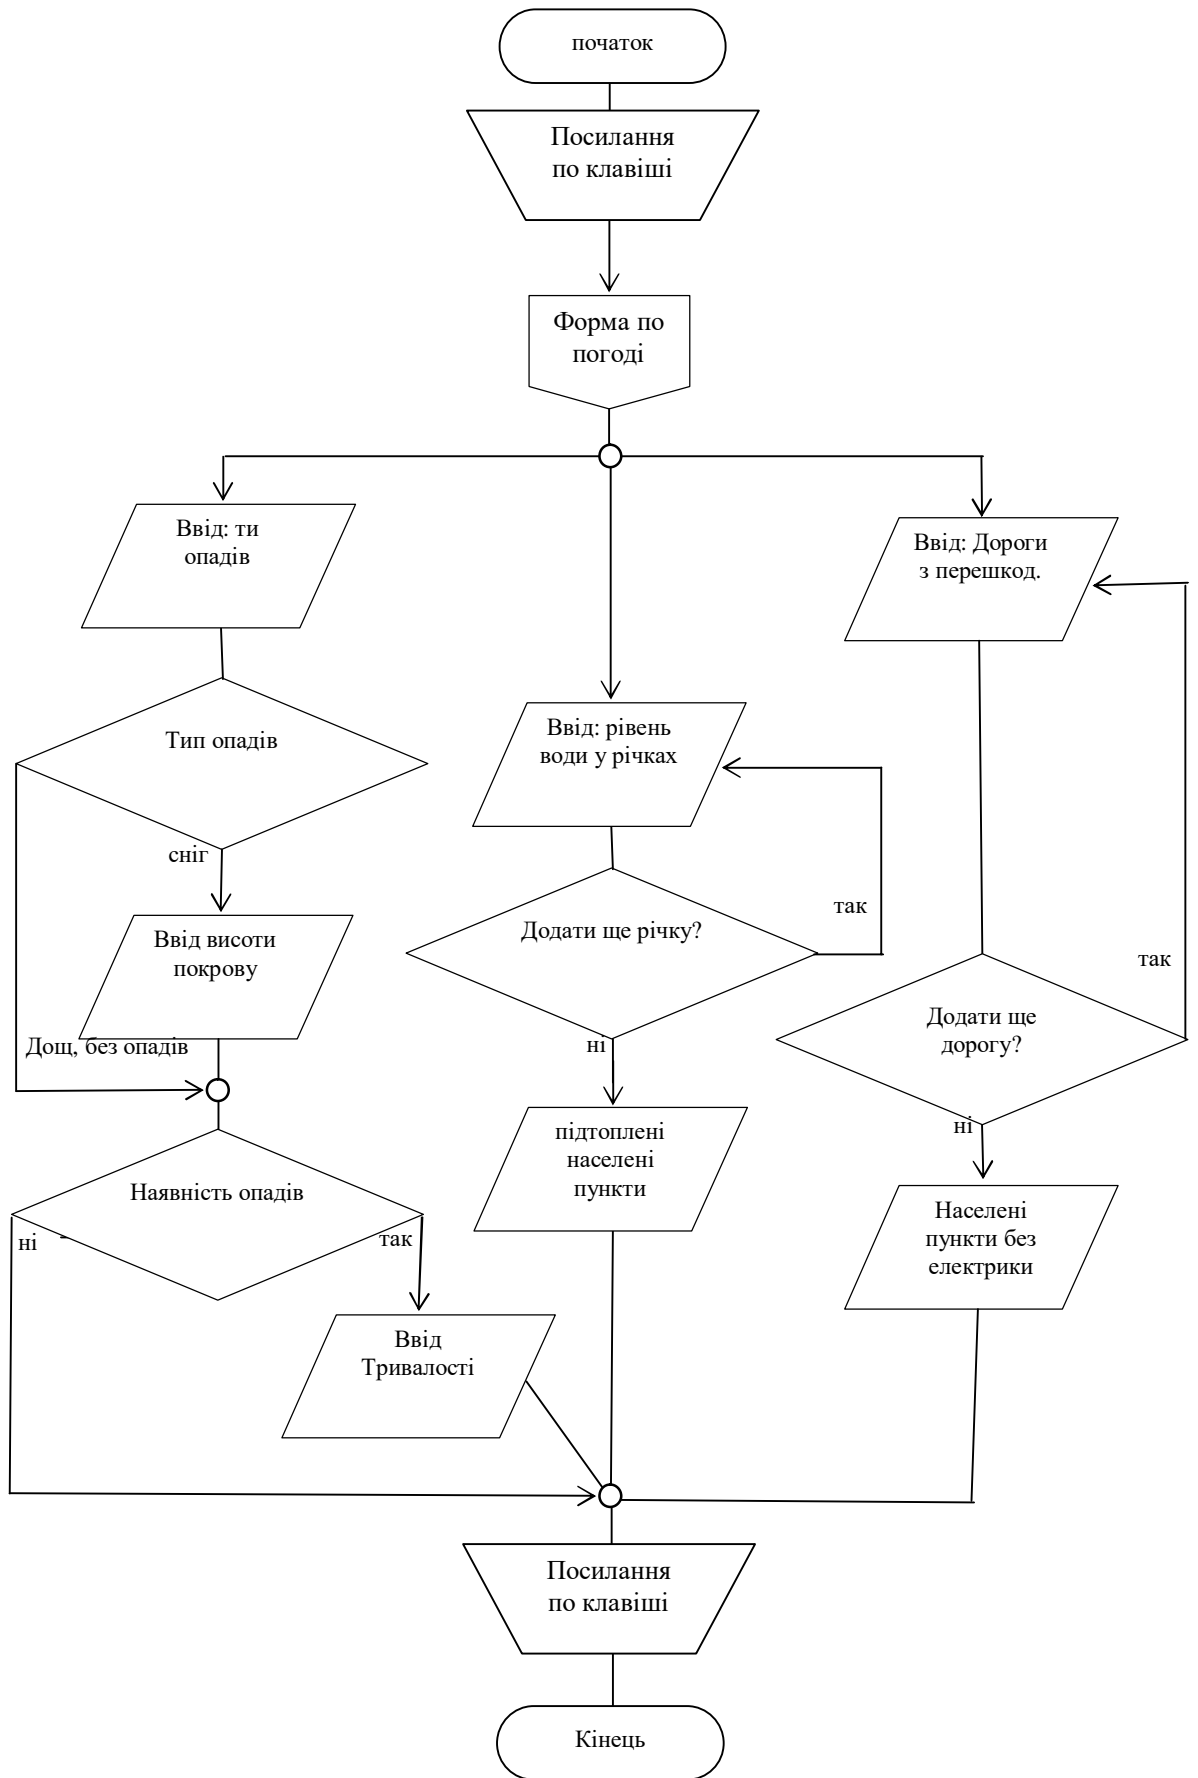 початок
Посилання
по клавіші
Форма по
погоді
Ввід: ти
опадів
Ввід: Дороги
з перешкод.
Тип опадів
Ввід: рівень
води у річках
сніг
так
Додати ще річку?
Ввід висоти
покрову
так
Додати ще
дорогу?
Дощ, без опадів
ні
ні
підтоплені
населені
пункти
Наявність опадів
ні
так
Населені
пункти без
електрики
Ввід
Тривалості
Посилання
по клавіші
Кінець